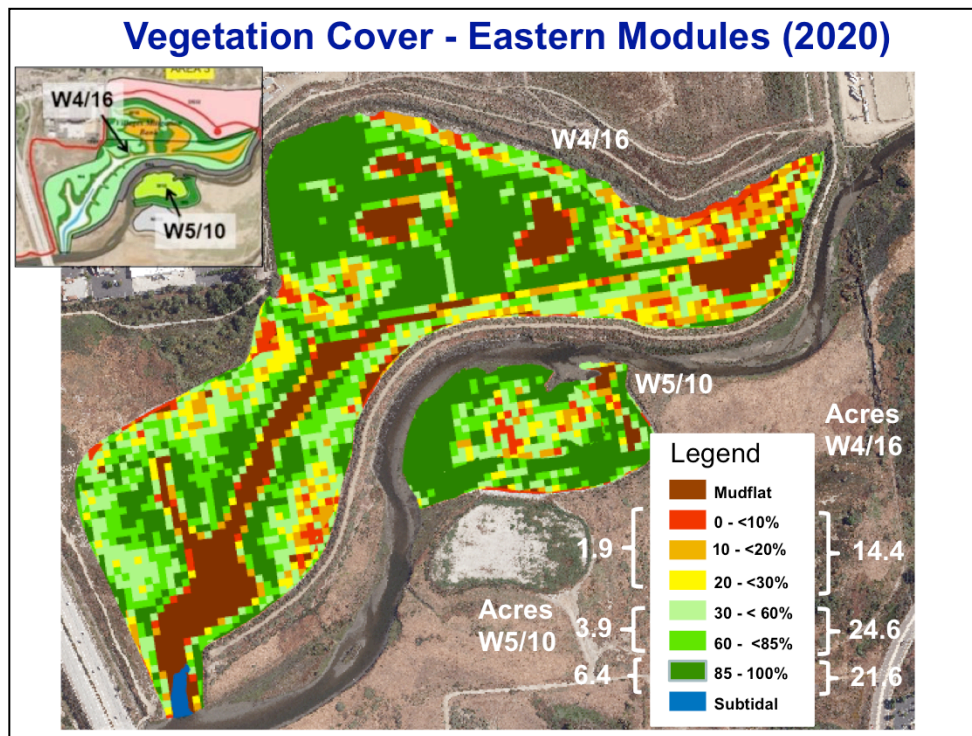 Vegetation Cover - Eastern Modules (2020)
W4/16
W5/10
W4/16
W5/10
Acres
W4/16
Legend
Mudflat
0 - <10%
10 - <20%
20 - <30%
30 - < 60%
60 - <85%
85 - 100%
Subtidal
1.9
14.4
Acres
W5/10
3.9
24.6
6.4
21.6